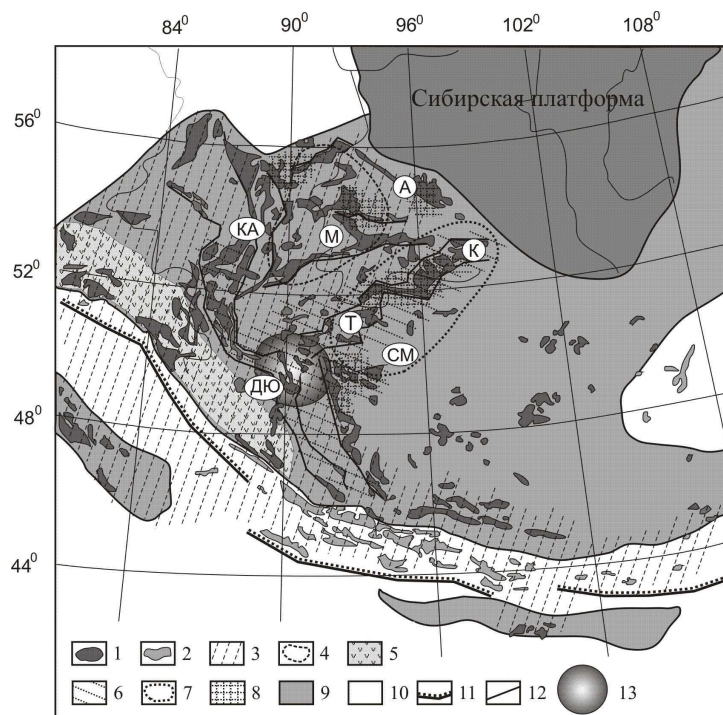 84⁰ 90⁰ 96⁰ 102⁰ 108⁰
Сибирская платформа
56⁰
А
КА
М
К
52⁰
Т
СМ
ДЮ
48⁰
44⁰
1 2 3 4 5
6 7 8 9 10 11 12 13